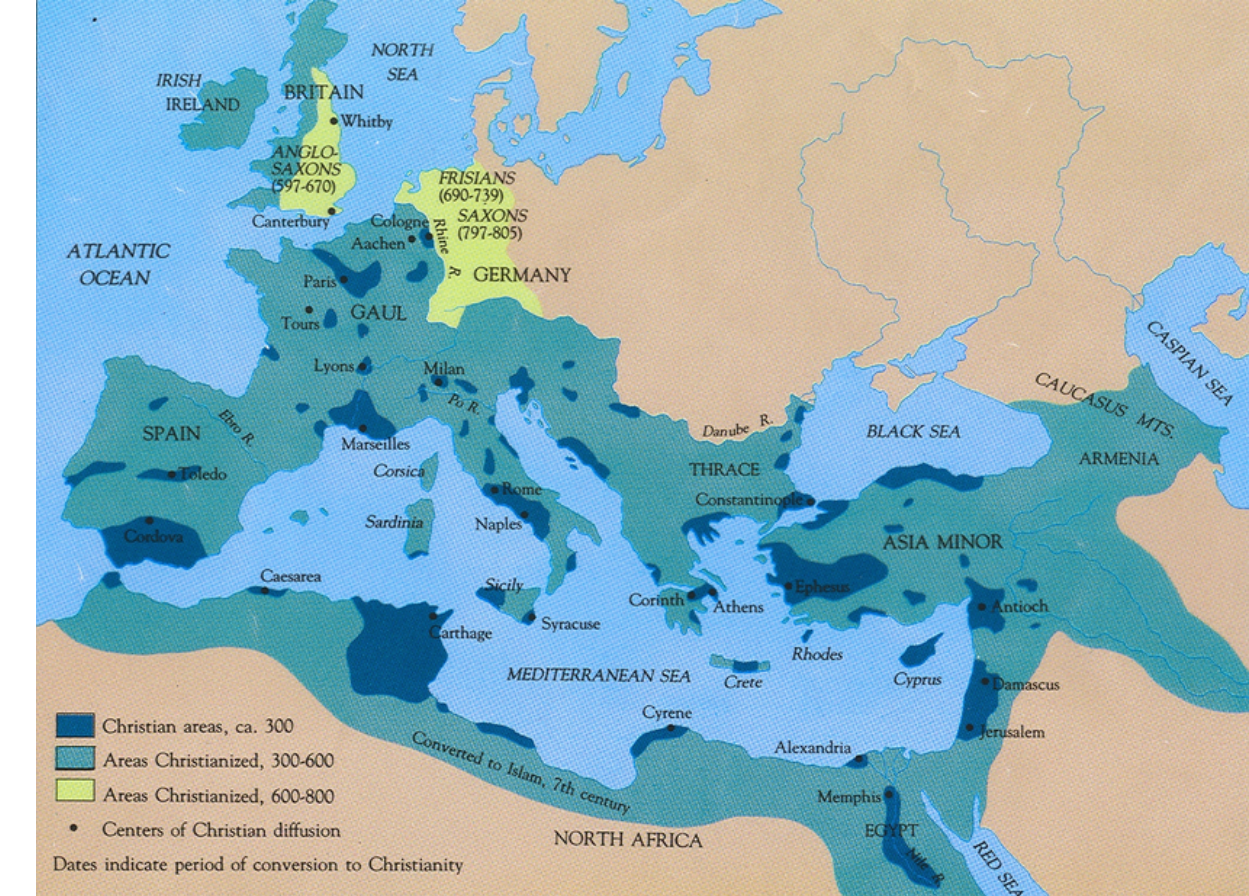 NORTH
SEA
IRISH
IRELAND
BRITAIN
Whitby
ANGLO-
SAXONS
(597-670)
FRISIANS
(690-739)
SAXONS
(797-805)
Canterbury
Cologne
Aachen
Rhine
R.
GERMANY
ATLANTIC
OCEAN
Paris
GAUL
Tours
Lyons
Milan
Po R.
CASPIAN SEA
CAUCASUS MTS.
SPAIN
Ebro R.
Marseilles
Danube R.
BLACK SEA
ARMENIA
Corsica
THRACE
Toledo
Rome
Constantinople
Sardinia
Naples
Cordova
ASIA MINOR
Caesarea
Sicily
Ephesus
Corinth
Athens
Antioch
Syracuse
Carthage
Rhodes
MEDITERRANEAN SEA
Crete
Cyprus
Damascus
Cyrene
Jerusalem
Alexandria
Converted to Islam, 7th century
Memphis
EGYPT
Nile R.
NORTH AFRICA
RED SEA
Christian areas, ca. 300
Areas Christianized, 300-600
Areas Christianized, 600-800
Centers of Christian diffusion
Dates indicate period of conversion to Christianity